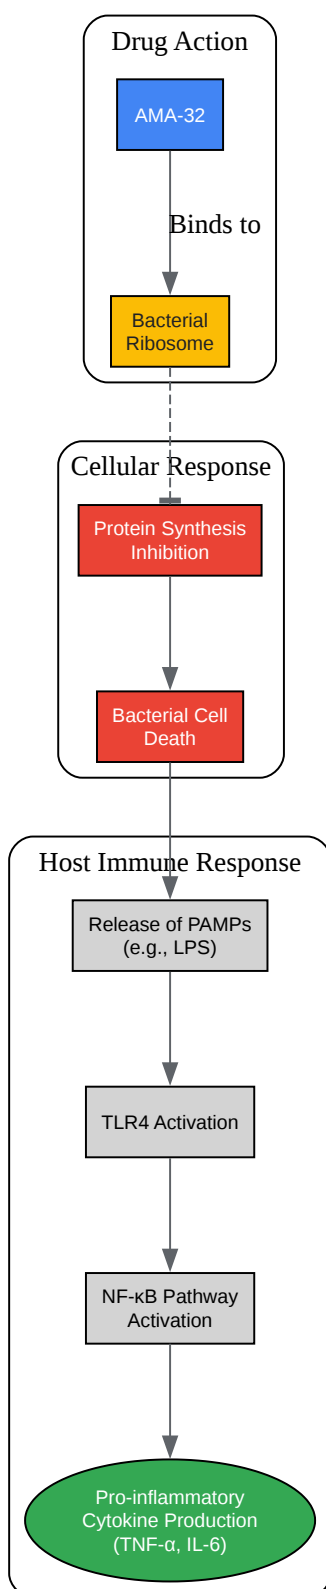 Drug Action
AMA-32
Binds to
Bacterial
Ribosome
Cellular Response
Protein Synthesis
Inhibition
Bacterial Cell
Death
Host Immune Response
Release of PAMPs
(e.g., LPS)
TLR4 Activation
NF-κB Pathway
Activation
Pro-inflammatory
Cytokine Production
(TNF-α, IL-6)